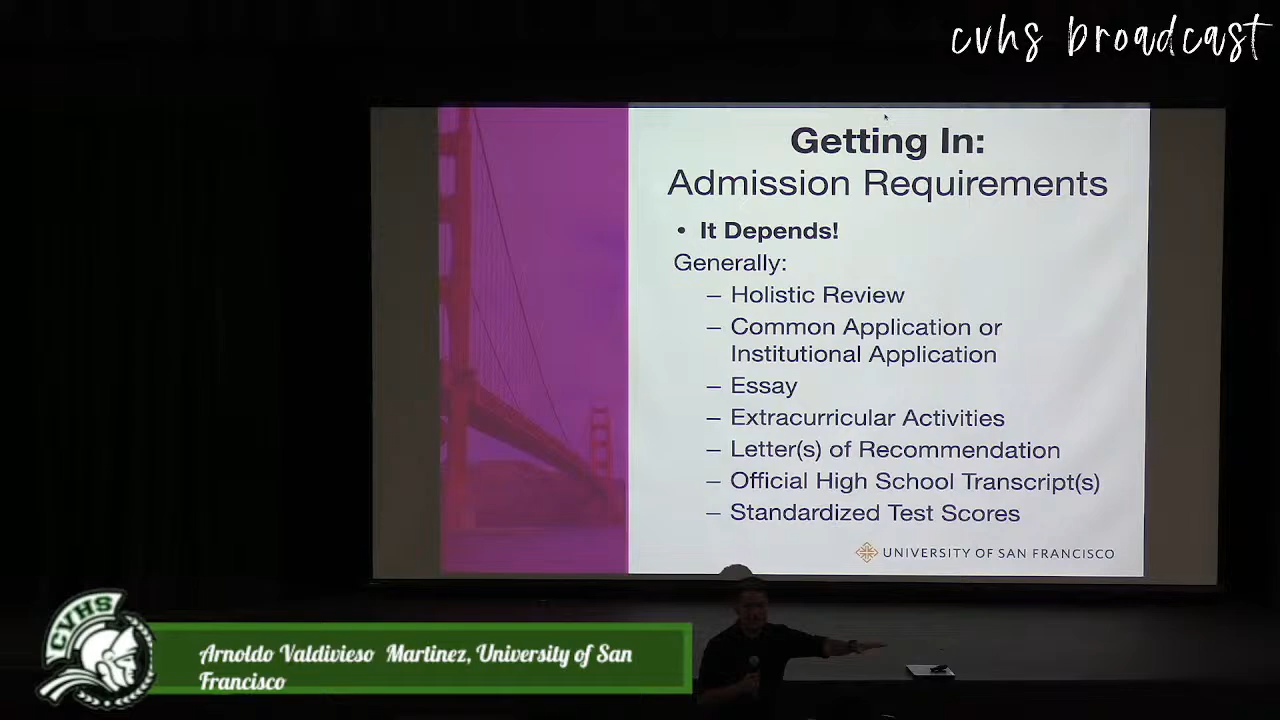 cvhs broadcast
Getting In:
Admission Requirements
• It Depends!
Generally:
– Holistic Review
– Common Application or
Institutional Application
– Essay
– Extracurricular Activities
– Letter(s) of Recommendation
– Official High School Transcript(s)
– Standardized Test Scores
UNIVERSITY OF SAN FRANCISCO
CVHS
Arnoldo Valdivieso Martinez, University of San
Francisco